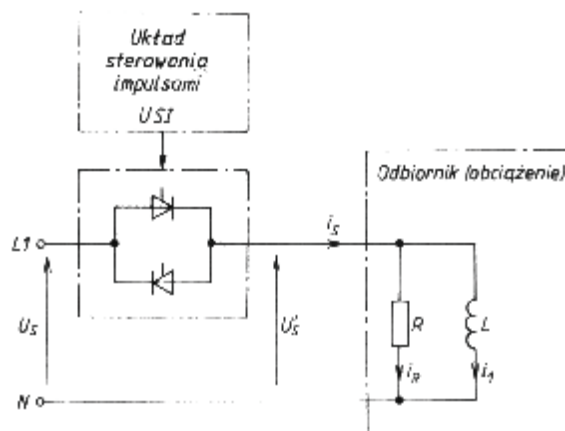 Układ
sterowania
impulsami
USI
Odbiornik (obciążenie)
L1
i_s
U_s
U'_s
R
L
i_R
i_1
N